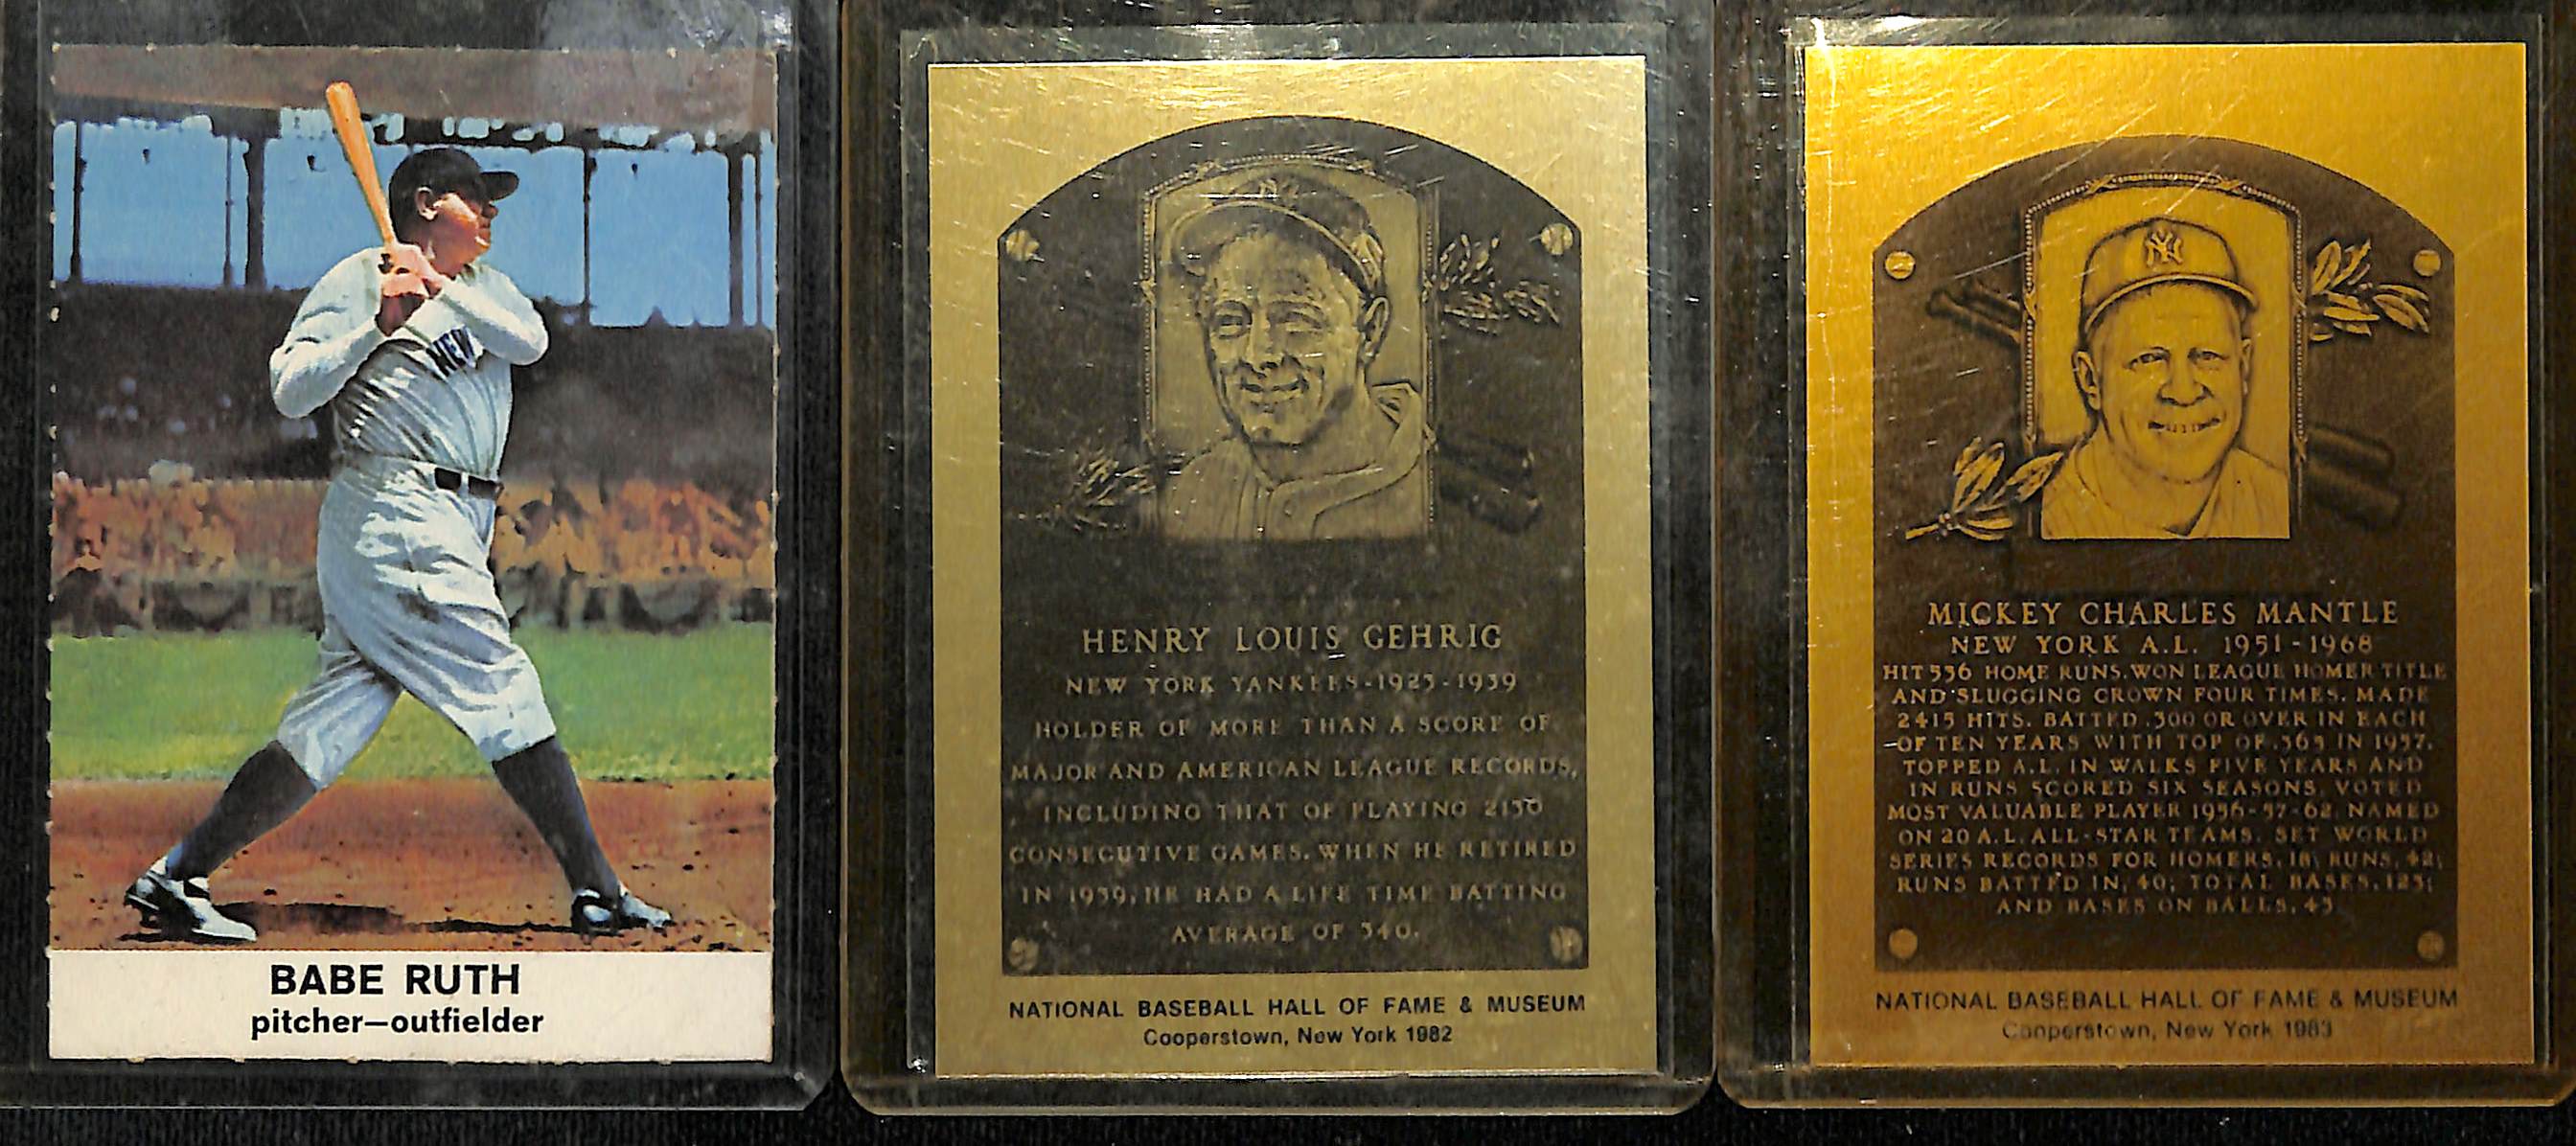 NEW
BABE RUTH
pitcher—outfielder
HENRY LOUIS GEHRIG
NEW YORK YANKEES-1923-1939
HOLDER OF MORE THAN A SCORE OF
MAJOR AND AMERICAN LEAGUE RECORDS,
INCLUDING THAT OF PLAYING 2130
CONSECUTIVE GAMES. WHEN HE RETIRED
IN 1939, HE HAD A LIFE TIME BATTING
AVERAGE OF 340.
NATIONAL BASEBALL HALL OF FAME & MUSEUM
Cooperstown, New York 1982
NY
MICKEY CHARLES MANTLE
NEW YORK A.L. 1951-1968
HIT 536 HOME RUNS. WON LEAGUE HOMER TITLE
AND SLUGGING CROWN FOUR TIMES. MADE
2415 HITS. BATTED .300 OR OVER IN EACH
OF TEN YEARS WITH TOP OF .365 IN 1957.
TOPPED A.L. IN WALKS FIVE YEARS AND
IN RUNS SCORED SIX SEASONS. VOTED
MOST VALUABLE PLAYER 1956-57-62. NAMED
ON 20 A.L. ALL-STAR TEAMS. SET WORLD
SERIES RECORDS FOR HOMERS, 18; RUNS, 42;
RUNS BATTED IN, 40; TOTAL BASES, 123;
AND BASES ON BALLS, 43.
NATIONAL BASEBALL HALL OF FAME & MUSEUM
Cooperstown, New York 1983